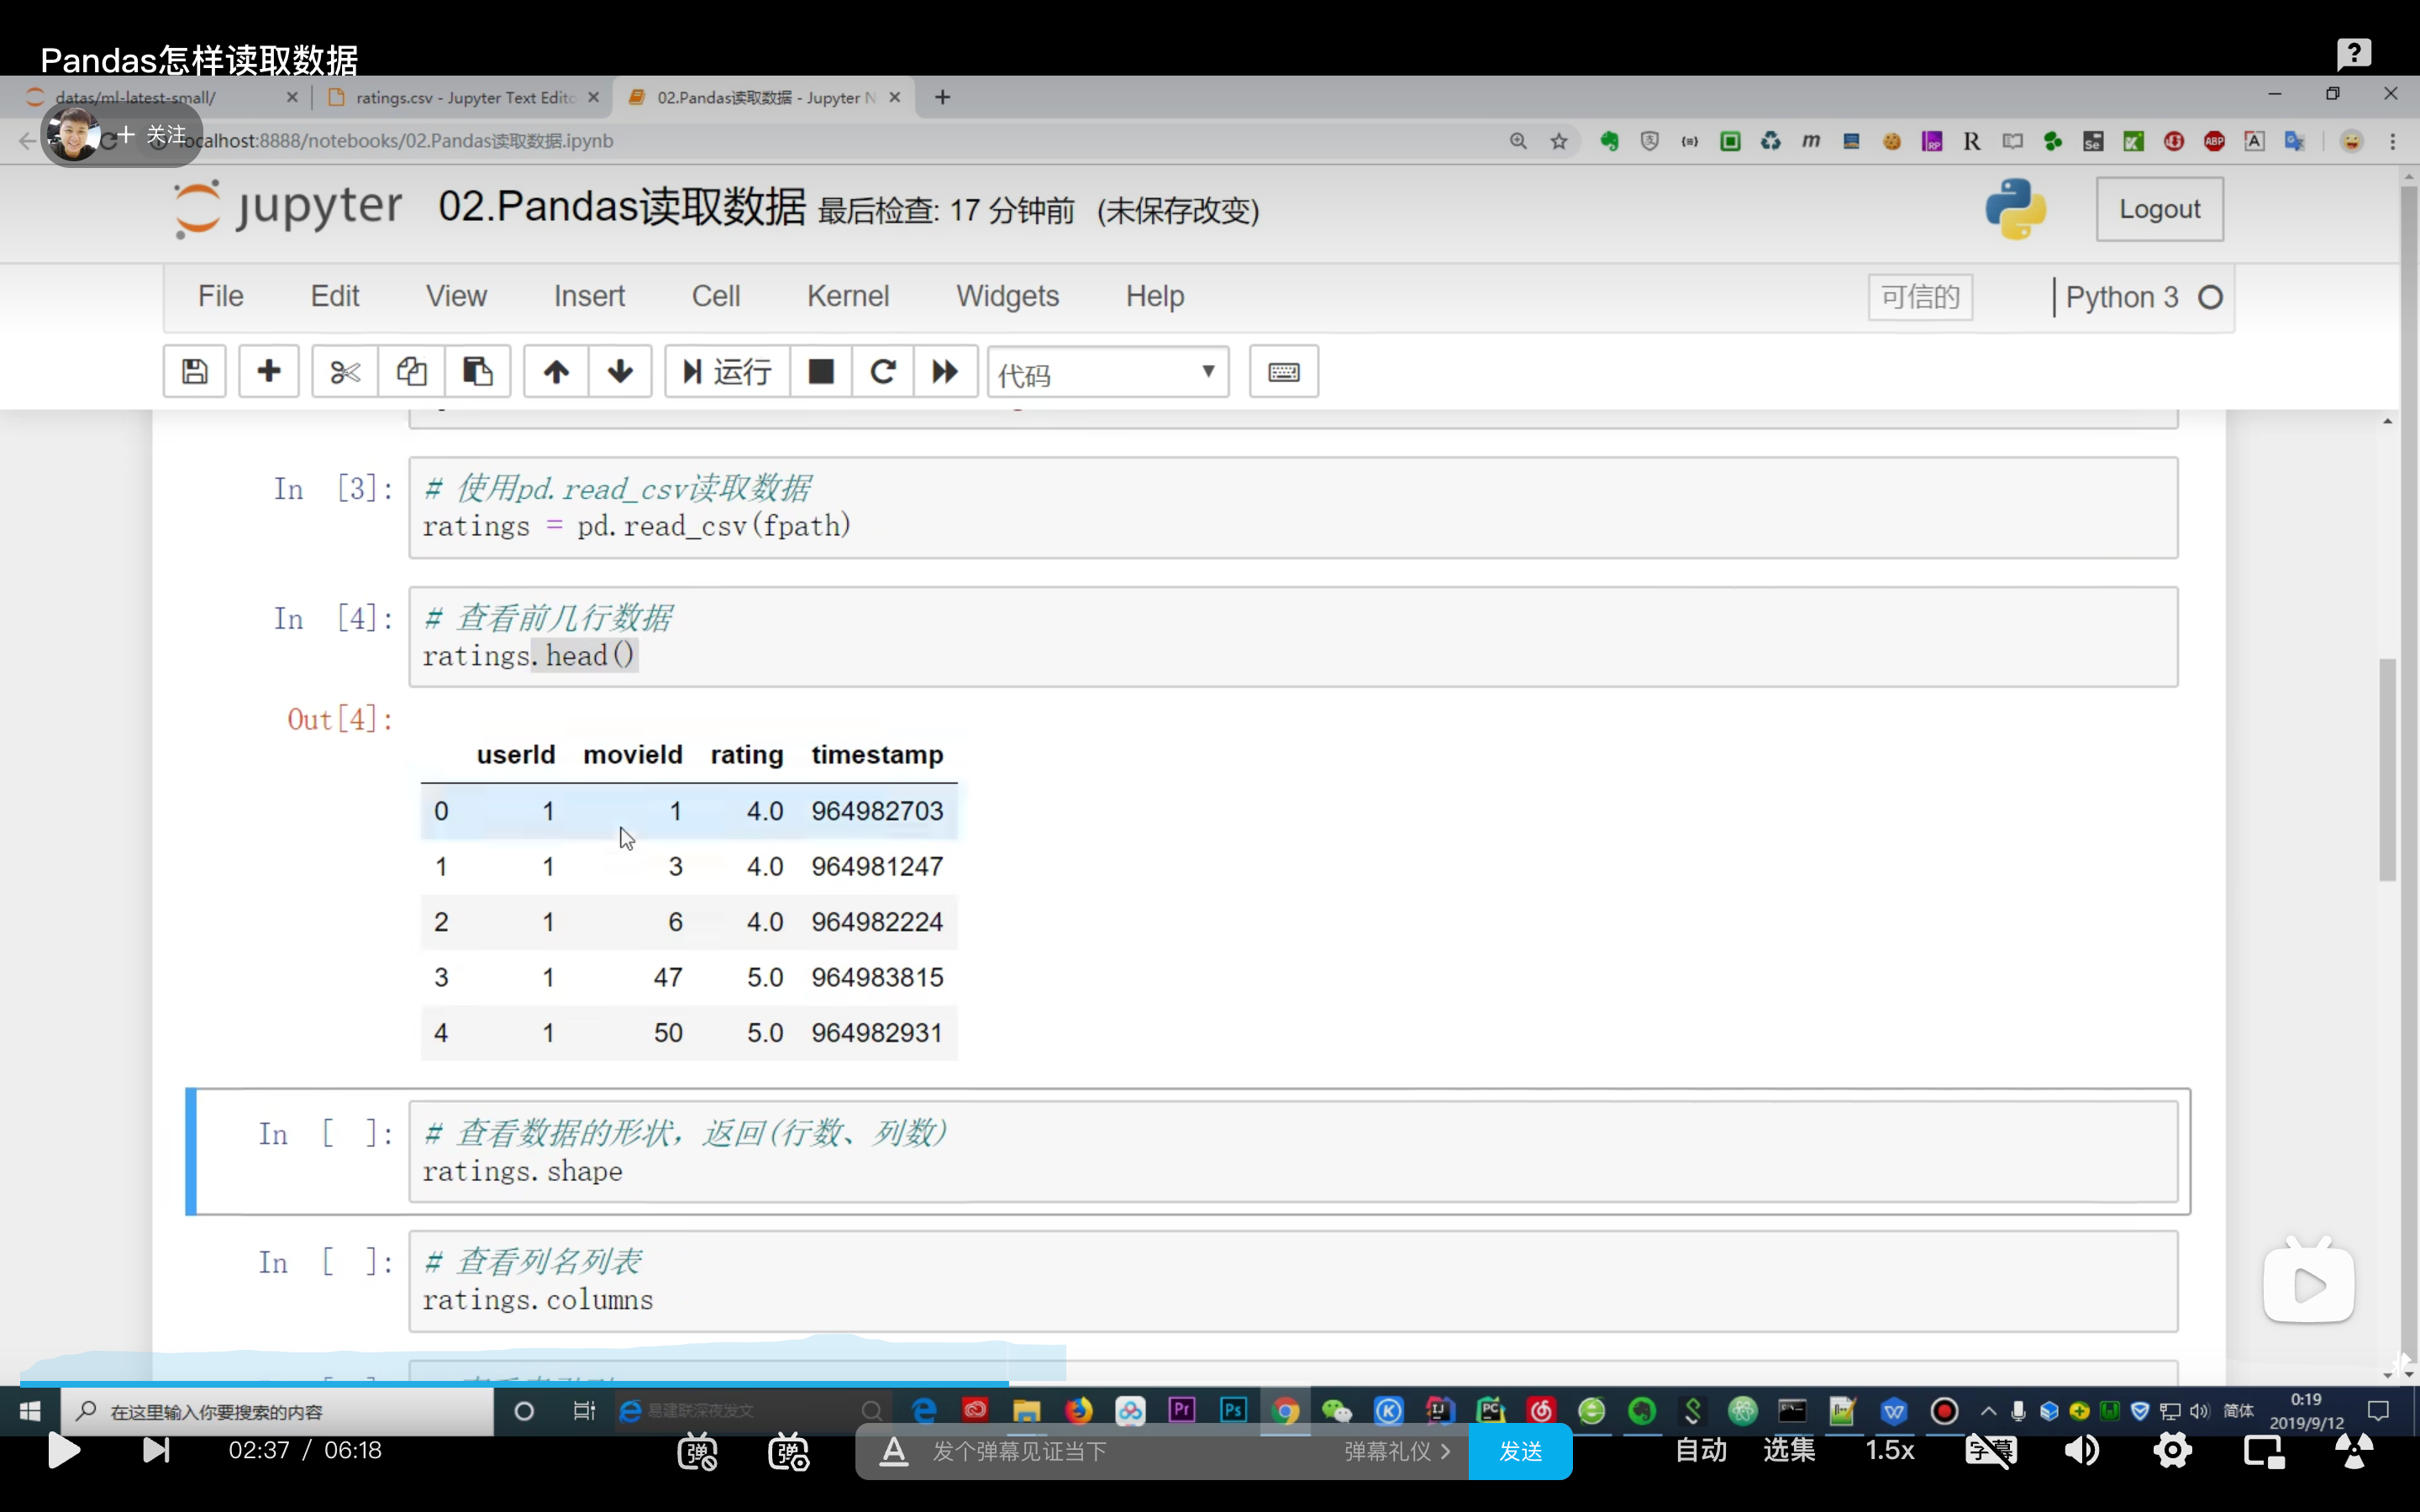 Pandas怎样读取数据
datas/ml-latest-small/
ratings.csv - Jupyter Text Edito
02.Pandas读取数据 - Jupyter N
+ 关注
ocalhost:8888/notebooks/02.Pandas读取数据.ipynb
jupyter 02.Pandas读取数据 最后检查: 17 分钟前 (未保存改变)
Logout
File Edit View Insert Cell Kernel Widgets Help
可信的
Python 3
运行
代码
In [3]:
# 使用pd.read_csv读取数据
ratings = pd.read_csv(fpath)
In [4]:
# 查看前几行数据
ratings.head()
Out[4]:
userId movieId rating timestamp
0 1 1 4.0 964982703
1 1 3 4.0 964981247
2 1 6 4.0 964982224
3 1 47 5.0 964983815
4 1 50 5.0 964982931
In [ ]:
# 查看数据的形状，返回(行数、列数)
ratings.shape
In [ ]:
# 查看列名列表
ratings.columns
在这里输入你要搜索的内容
易建联深夜发文
简体
0:19
2019/9/12
02:37 / 06:18
弹
弹
发个弹幕见证当下
弹幕礼仪 >
发送
自动
选集
1.5x
字幕